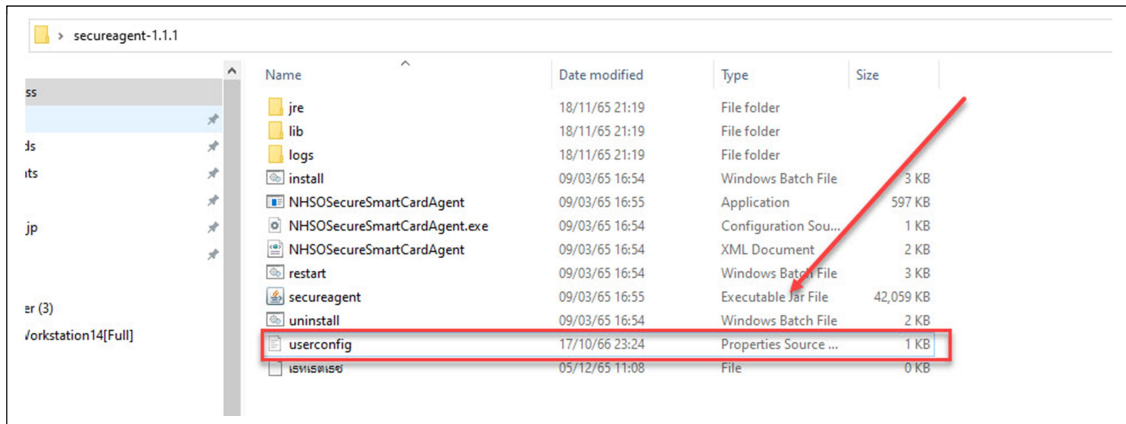 > secureagent-1.1.1
Name Date modified Type Size
ss
jre 18/11/65 21:19 File folder
lib 18/11/65 21:19 File folder
ds
logs 18/11/65 21:19 File folder
nts
install 09/03/65 16:54 Windows Batch File 3 KB
NHSOSecureSmartCardAgent 09/03/65 16:55 Application 597 KB
jp
NHSOSecureSmartCardAgent.exe 09/03/65 16:54 Configuration Sou... 1 KB
NHSOSecureSmartCardAgent 09/03/65 16:54 XML Document 2 KB
restart 09/03/65 16:54 Windows Batch File 3 KB
secureagent 09/03/65 16:55 Executable Jar File 42,059 KB
er (3)
uninstall 09/03/65 16:54 Windows Batch File 2 KB
Workstation14[Full]
userconfig 17/10/66 23:24 Properties Source ... 1 KB
05/12/65 11:08 File 0 KB